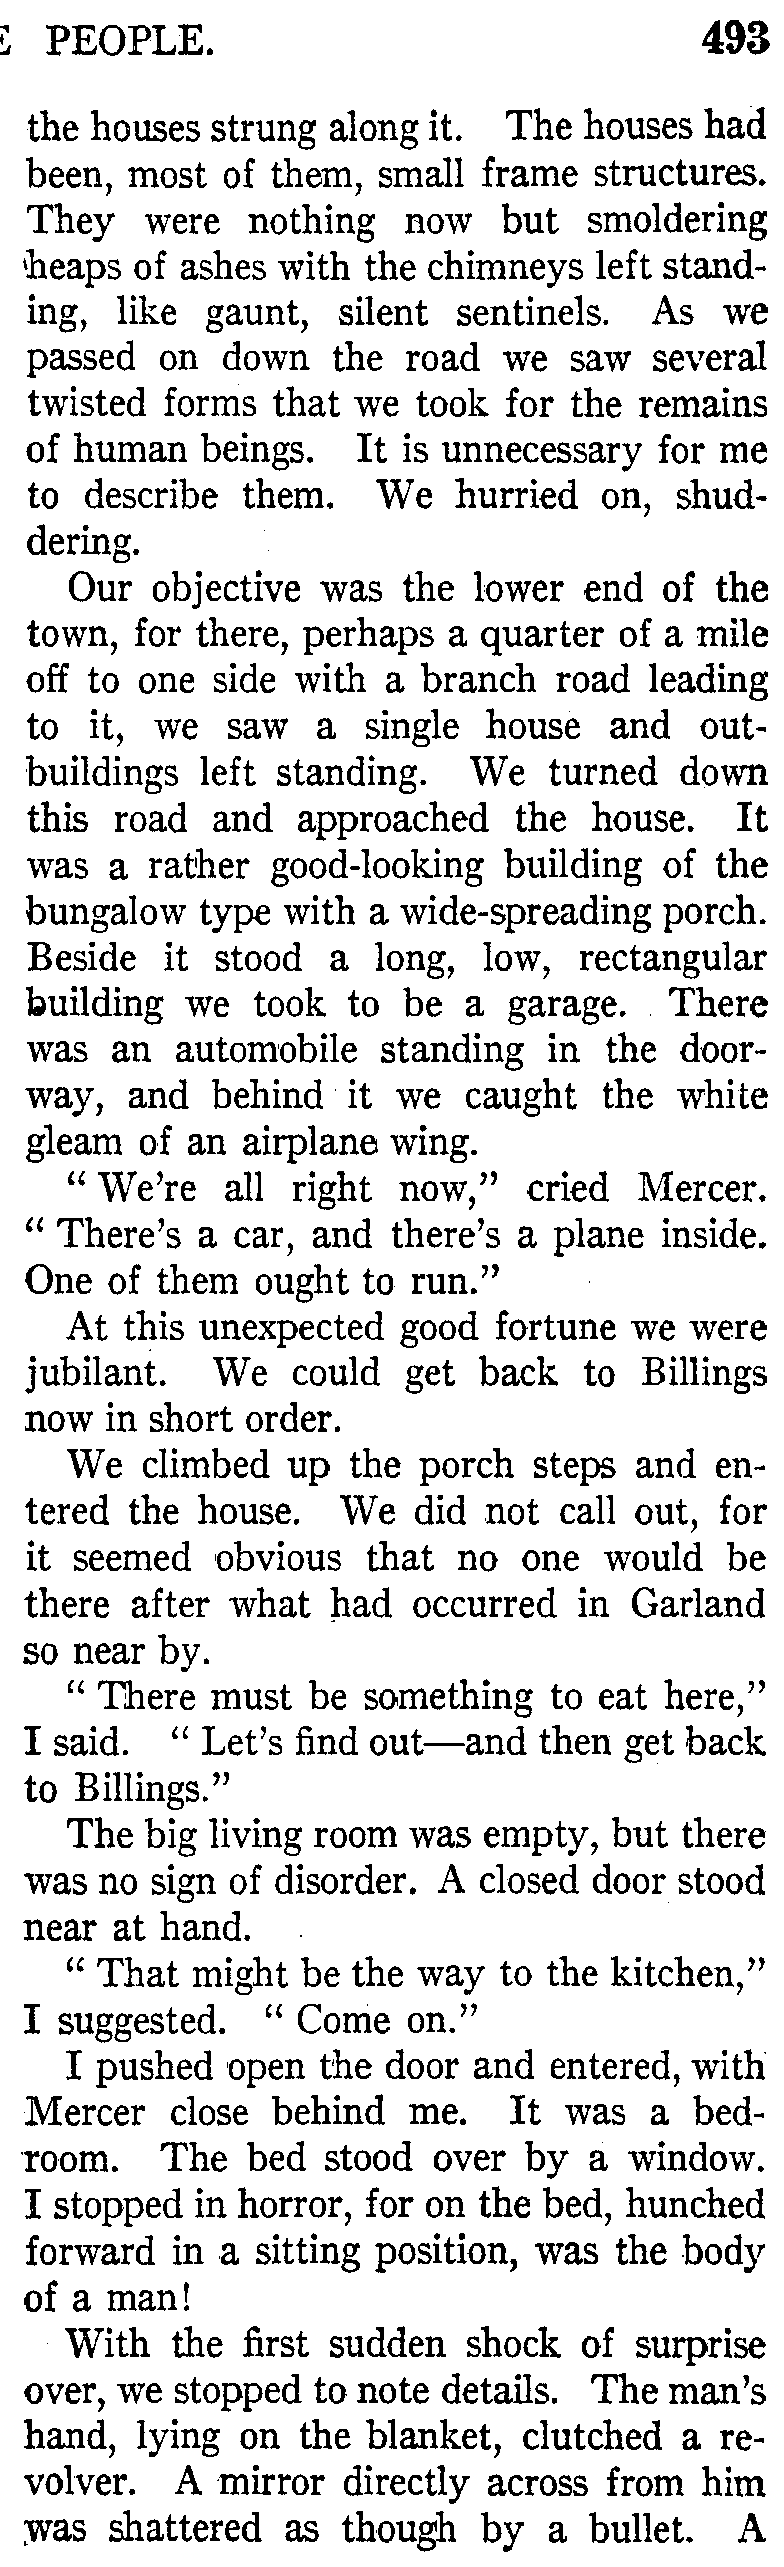 PEOPLE. 493
the houses strung along it. The houses had
been, most of them, small frame structures.
They were nothing now but smoldering
heaps of ashes with the chimneys left stand-
ing, like gaunt, silent sentinels. As we
passed on down the road we saw several
twisted forms that we took for the remains
of human beings. It is unnecessary for me
to describe them. We hurried on, shud-
dering.
Our objective was the lower end of the
town, for there, perhaps a quarter of a mile
off to one side with a branch road leading
to it, we saw a single house and out-
buildings left standing. We turned down
this road and approached the house. It
was a rather good-looking building of the
bungalow type with a wide-spreading porch.
Beside it stood a long, low, rectangular
building we took to be a garage. There
was an automobile standing in the door-
way, and behind it we caught the white
gleam of an airplane wing.
“ We’re all right now,” cried Mercer.
“ There’s a car, and there’s a plane inside.
One of them ought to run.”
At this unexpected good fortune we were
jubilant. We could get back to Billings
now in short order.
We climbed up the porch steps and en-
tered the house. We did not call out, for
it seemed obvious that no one would be
there after what had occurred in Garland
so near by.
“ There must be something to eat here,”
I said. “ Let’s find out—and then get back
to Billings.”
The big living room was empty, but there
was no sign of disorder. A closed door stood
near at hand.
“ That might be the way to the kitchen,”
I suggested. “ Come on.”
I pushed open the door and entered, with
Mercer close behind me. It was a bed-
room. The bed stood over by a window.
I stopped in horror, for on the bed, hunched
forward in a sitting position, was the body
of a man!
With the first sudden shock of surprise
over, we stopped to note details. The man’s
hand, lying on the blanket, clutched a re-
volver. A mirror directly across from him
was shattered as though by a bullet. A